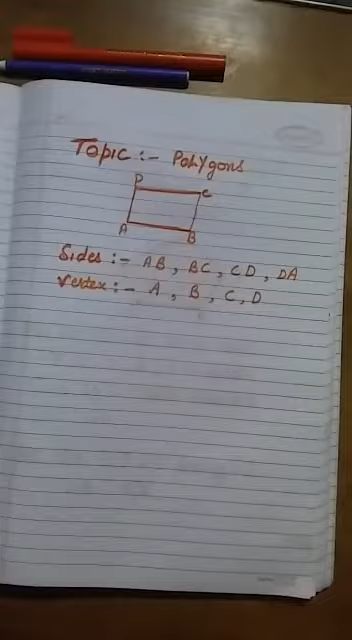 Topic :- Polygons
D
C
A
B
Sides :- AB , BC , CD , DA
Vertex :- A , B , C , D